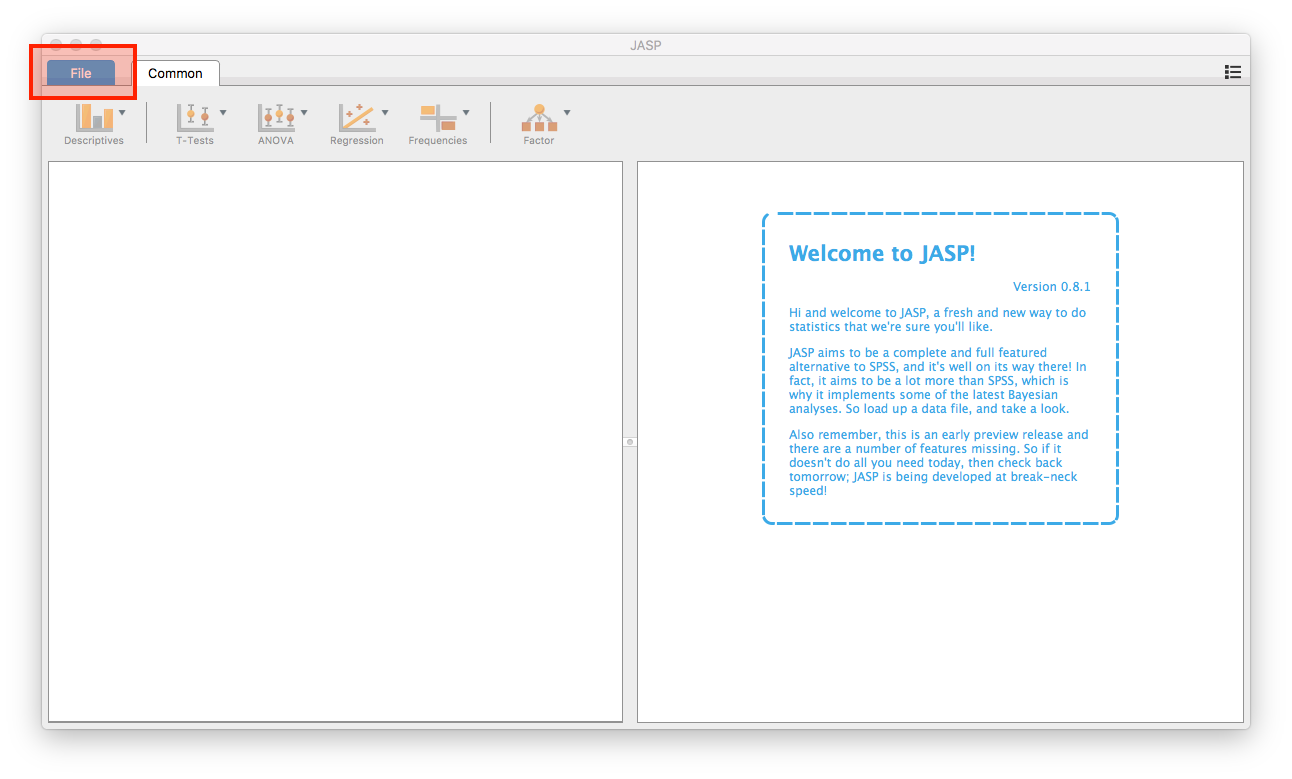 JASP
File
Common
Descriptives
T-Tests
ANOVA
Regression
Frequencies
Factor
Welcome to JASP!
Version 0.8.1
Hi and welcome to JASP, a fresh and new way to do
statistics that we're sure you'll like.
JASP aims to be a complete and full featured
alternative to SPSS, and it's well on its way there! In
fact, it aims to be a lot more than SPSS, which is
why it implements some of the latest Bayesian
analyses. So load up a data file, and take a look.
Also remember, this is an early preview release and
there are a number of features missing. So if it
doesn't do all you need today, then check back
tomorrow; JASP is being developed at break-neck
speed!